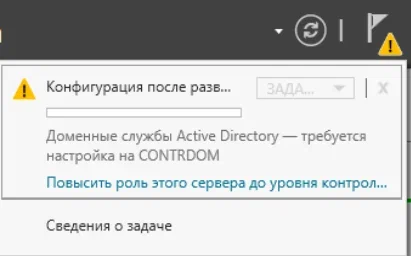 Конфигурация после разв...
ЗАДА...
X
Доменные службы Active Directory — требуется
настройка на CONTRDOM
Повысить роль этого сервера до уровня контрол...
Сведения о задаче